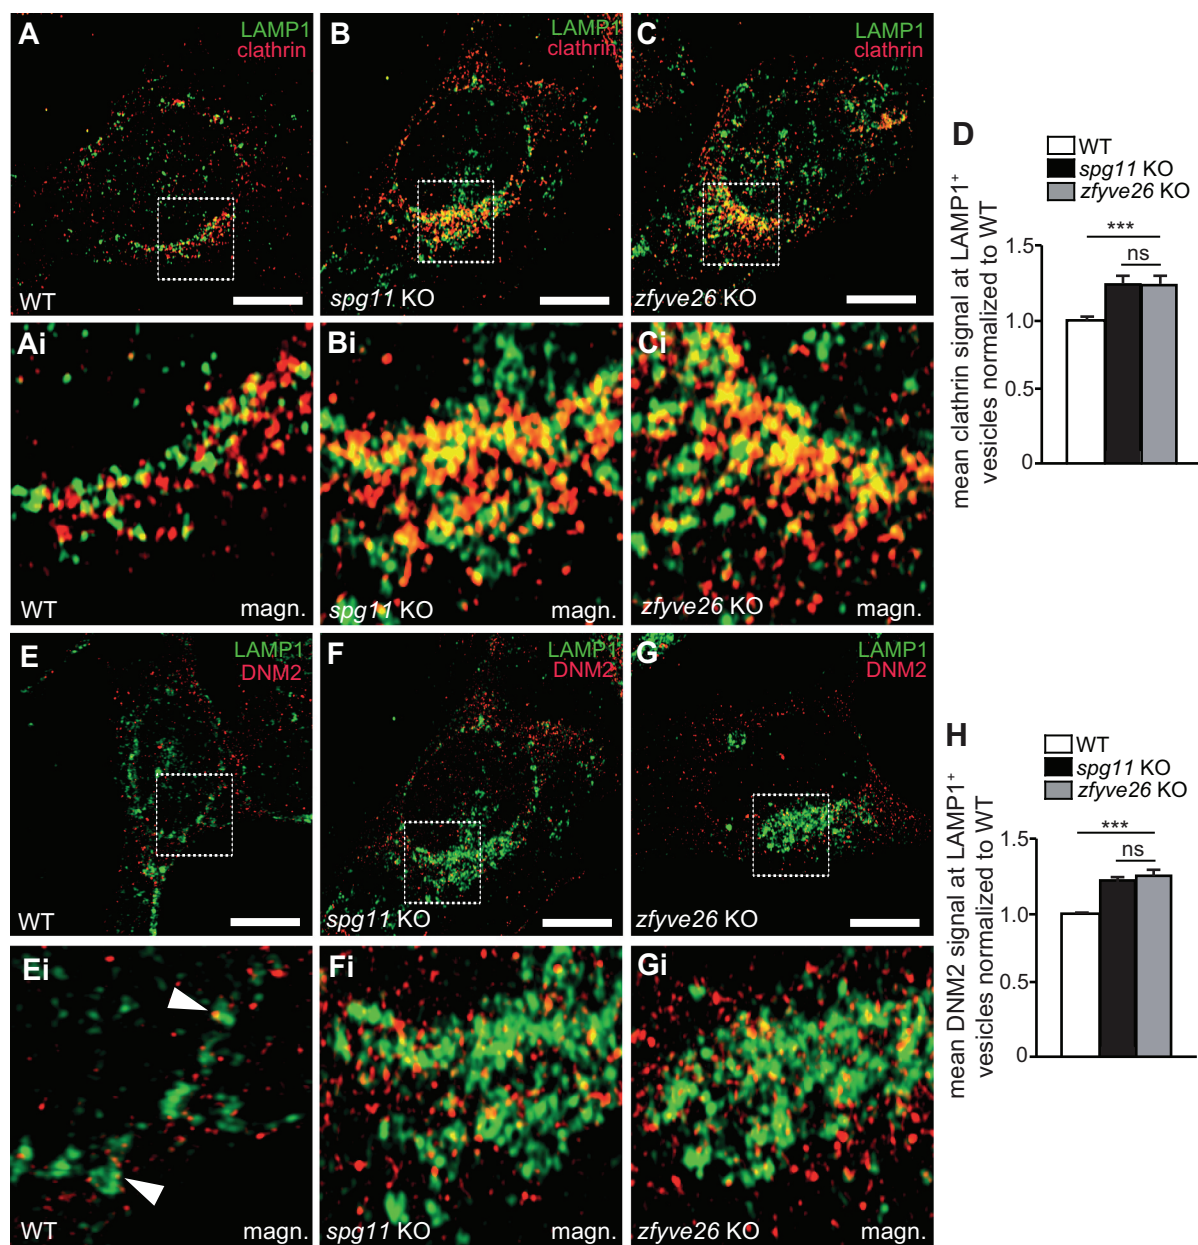 A
LAMP1
clathrin
WT
B
LAMP1
clathrin
spg11 KO
C
LAMP1
clathrin
zfyve26 KO
D
WT
spg11 KO
zfyve26 KO
mean clathrin signal at LAMP1+
vesicles normalized to WT
1.5
1.0
0.5
0
***
ns
Ai
WT
magn.
Bi
spg11 KO
magn.
Ci
zfyve26 KO
magn.
E
LAMP1
DNM2
WT
F
LAMP1
DNM2
spg11 KO
G
LAMP1
DNM2
zfyve26 KO
H
WT
spg11 KO
zfyve26 KO
mean DNM2 signal at LAMP1+
vesicles normalized to WT
1.5
1.0
0.5
0
***
ns
Ei
WT
magn.
Fi
spg11 KO
magn.
Gi
zfyve26 KO
magn.